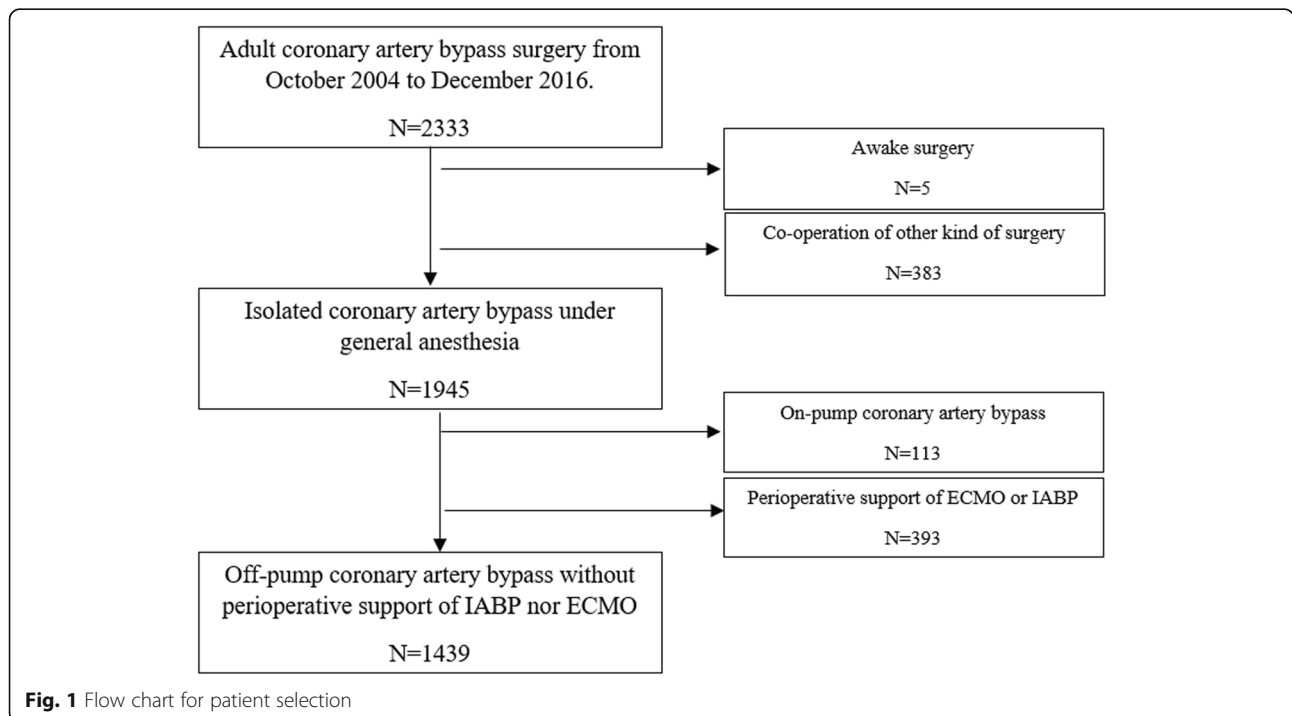 Adult coronary artery bypass surgery from
October 2004 to December 2016.
N=2333
Awake surgery
N=5
Co-operation of other kind of surgery
N=383
Isolated coronary artery bypass under
general anesthesia
N=1945
On-pump coronary artery bypass
N=113
Perioperative support of ECMO or IABP
N=393
Off-pump coronary artery bypass without
perioperative support of IABP nor ECMO
N=1439
Fig. 1 Flow chart for patient selection